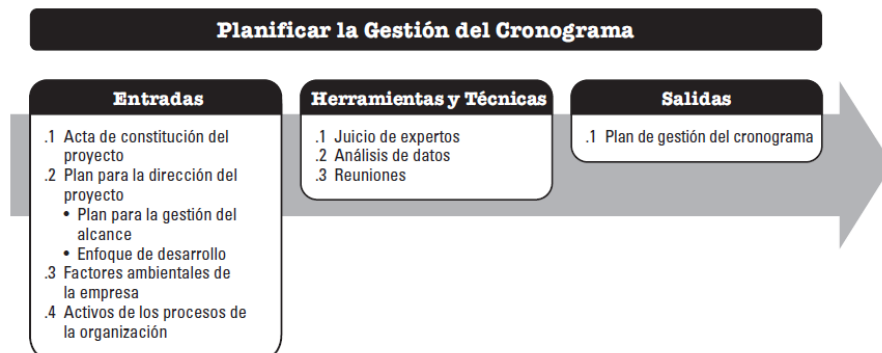 Planificar la Gestión del Cronograma
Entradas
.1 Acta de constitución del
proyecto
.2 Plan para la dirección del
proyecto
• Plan para la gestión del
alcance
• Enfoque de desarrollo
.3 Factores ambientales de
la empresa
.4 Activos de los procesos de
la organización
Herramientas y Técnicas
.1 Juicio de expertos
.2 Análisis de datos
.3 Reuniones
Salidas
.1 Plan de gestión del cronograma